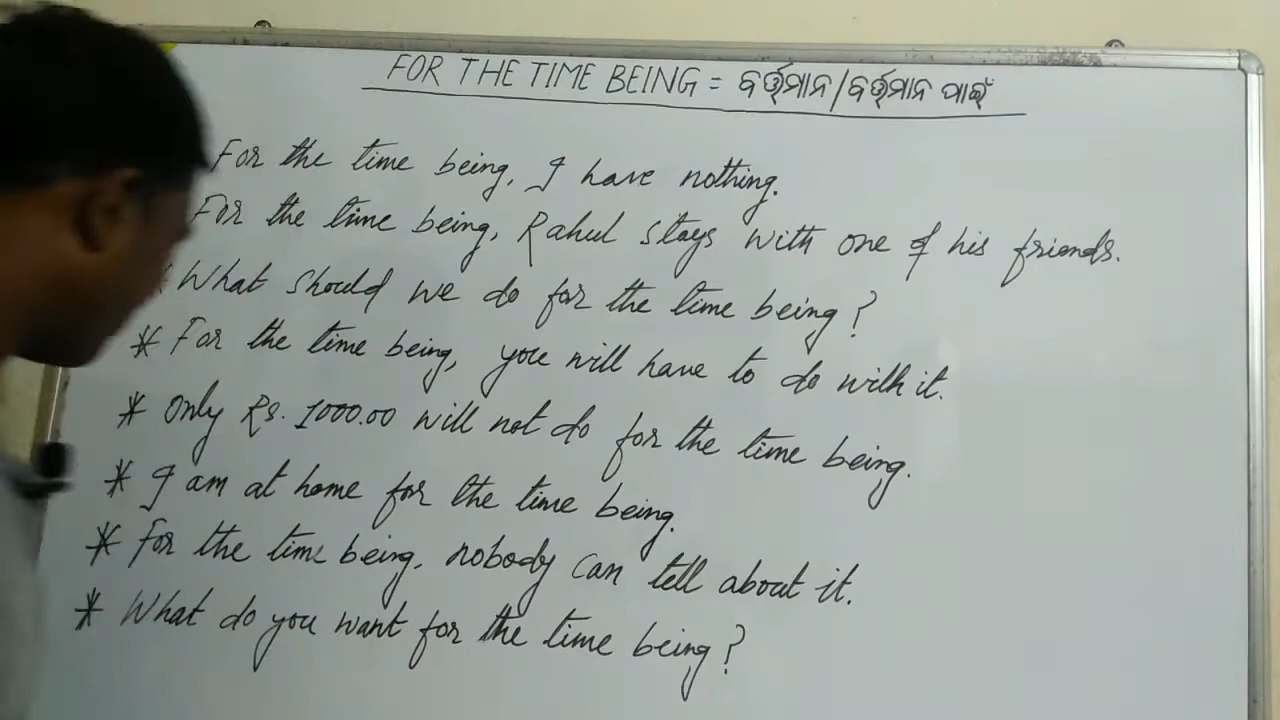 FOR THE TIME BEING = ବର୍ତ୍ତମାନ/ବର୍ତ୍ତମାନ ପାଇଁ
For the time being, I have nothing.
For the time being, Rahul stays with one of his friends.
* What should we do for the time being?
* For the time being, you will have to do with it.
* Only Rs. 1000.00 will not do for the time being.
* I am at home for the time being.
* For the time being, nobody can tell about it.
* What do you want for the time being?